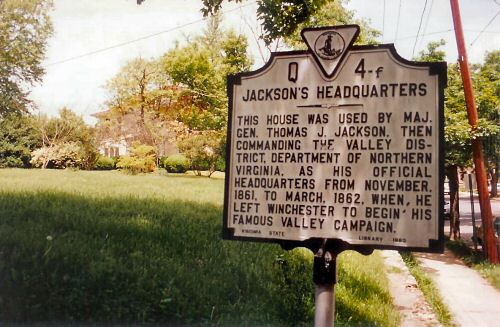 Q 4-f
JACKSON'S HEADQUARTERS
THIS HOUSE WAS USED BY MAJ.
GEN. THOMAS J. JACKSON, THEN
COMMANDING THE VALLEY DIS-
TRICT, DEPARTMENT OF NORTHERN
VIRGINIA, AS HIS OFFICIAL
HEADQUARTERS FROM NOVEMBER,
1861, TO MARCH, 1862, WHEN, HE
LEFT WINCHESTER TO BEGIN HIS
FAMOUS VALLEY CAMPAIGN.
VIRGINIA STATE LIBRARY 1950